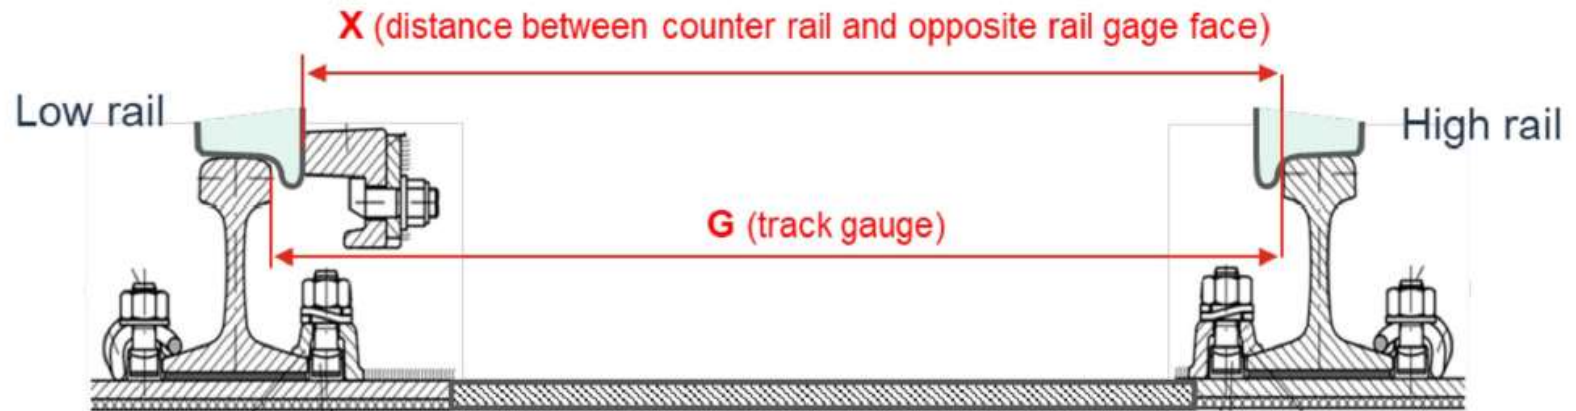 X (distance between counter rail and opposite rail gage face)
Low rail
High rail
G (track gauge)